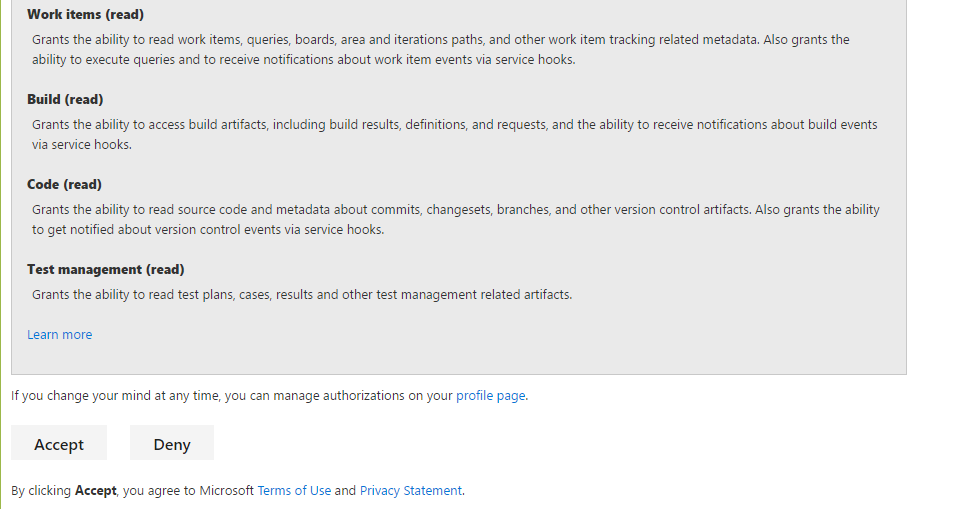 Work items (read)
Grants the ability to read work items, queries, boards, area and iterations paths, and other work item tracking related metadata. Also grants the
ability to execute queries and to receive notifications about work item events via service hooks.
Build (read)
Grants the ability to access build artifacts, including build results, definitions, and requests, and the ability to receive notifications about build events
via service hooks.
Code (read)
Grants the ability to read source code and metadata about commits, changesets, branches, and other version control artifacts. Also grants the ability
to get notified about version control events via service hooks.
Test management (read)
Grants the ability to read test plans, cases, results and other test management related artifacts.
Learn more
If you change your mind at any time, you can manage authorizations on your profile page.
Accept Deny
By clicking Accept, you agree to Microsoft Terms of Use and Privacy Statement.